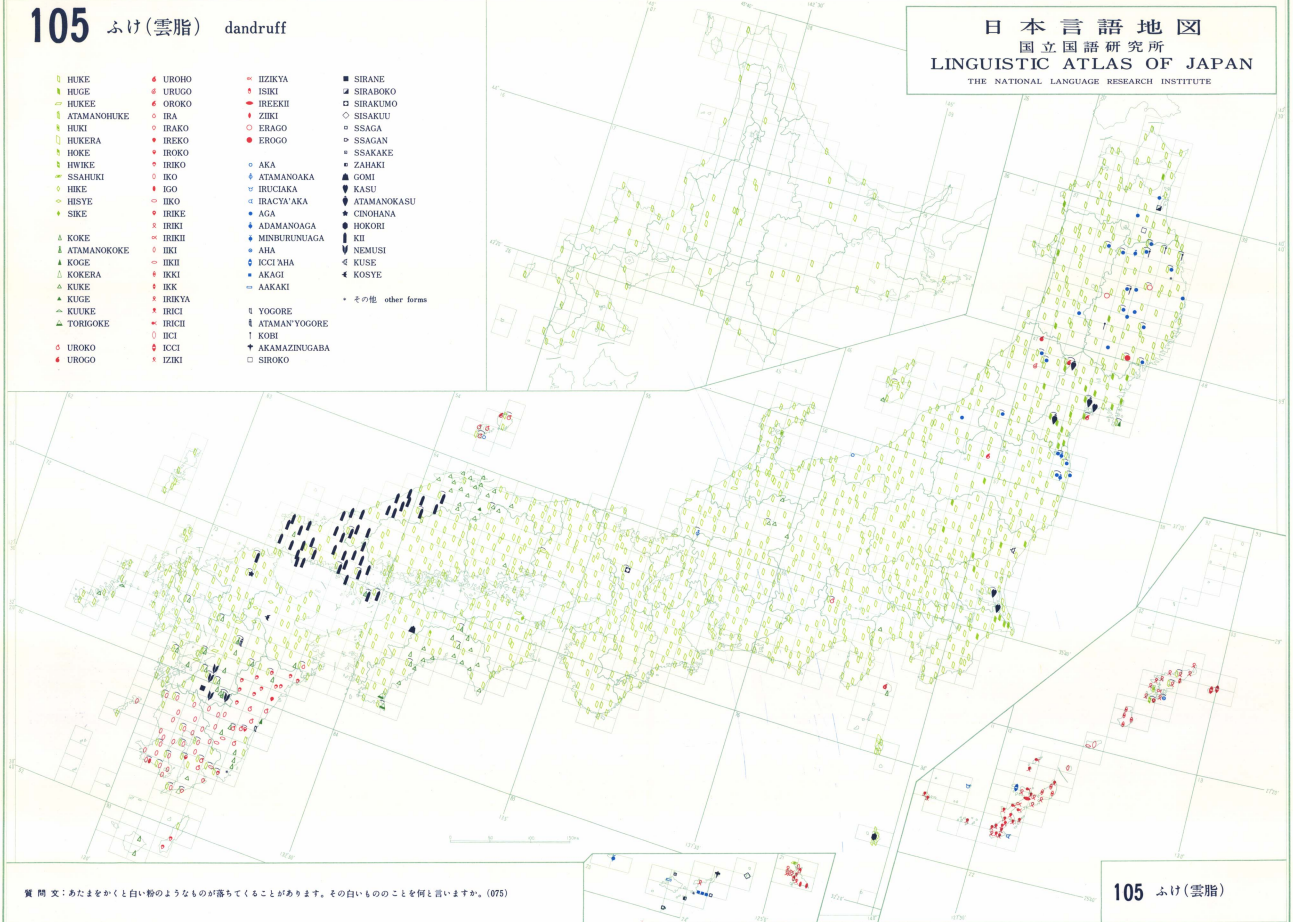 105 ふけ(雲脂) dandruff
日本言語地図
国立国語研究所
LINGUISTIC ATLAS OF JAPAN
THE NATIONAL LANGUAGE RESEARCH INSTITUTE
HUKE
HUGE
HUKEE
ATAMANOHUKE
HUKI
HUKERA
HOKE
HWIKE
SSAHUKI
HIKE
HISYE
SIKE
KOKE
ATAMANOKOKE
KOGE
KOKERA
KUKE
KUGE
KUUKE
TORIGOKE
UROKO
UROGO
UROHO
URUGO
OROKO
IRA
IRAKO
IREKO
IROKO
IRIKO
IKO
IGO
IIKO
IRIKE
IRIKI
IRIKII
IIKI
IIKII
IKKI
IKK
IRIKYA
IRICI
IRICII
IICI
ICCI
IZIKI
IIZIKYA
ISIKI
IREEKII
ZIIKI
ERAGO
EROGO
AKA
ATAMANOAKA
IRUCIAKA
IRACYA'AKA
AGA
ADAMANOAGA
MINBURUNUAGA
AHA
ICCI 'AHA
AKAGI
AAKAKI
YOGORE
ATAMAN'YOGORE
KOBI
AKAMAZINUGABA
SIROKO
SIRANE
SIRABOKO
SIRAKUMO
SISAKUU
SSAGA
SSAGAN
SSAKAKE
ZAHAKI
GOMI
KASU
ATAMANOKASU
CINOHANA
HOKORI
KII
NEMUSI
KUSE
KOSYE
その他 other forms
質問文:あたまをかくと白い粉のようなものが落ちてくることがあります。その白いもののことを何と言いますか。(075)
105 ふけ(雲脂)